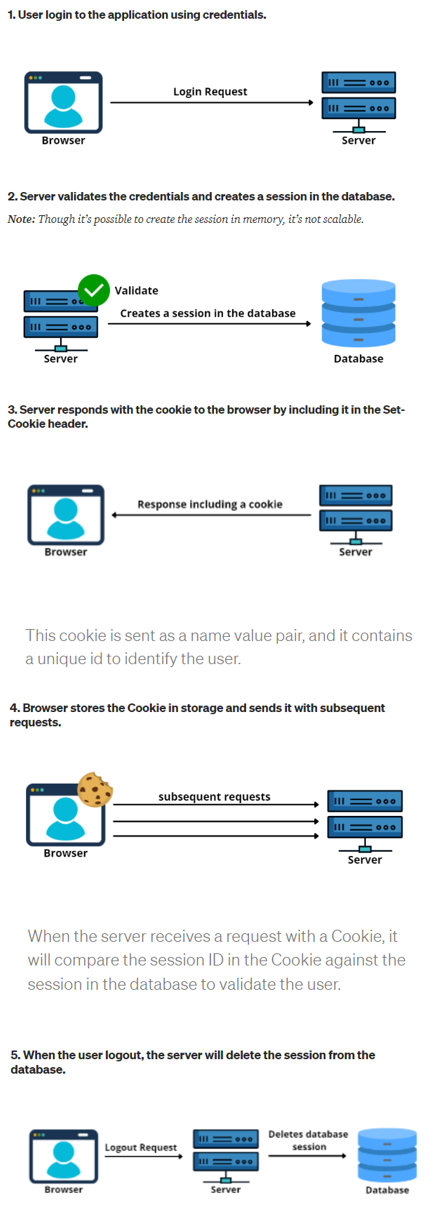 1. User login to the application using credentials.
Login Request
Browser
Server
2. Server validates the credentials and creates a session in the database.
Note: Though it's possible to create the session in memory, it's not scalable.
Validate
Creates a session in the database
Server
Database
3. Server responds with the cookie to the browser by including it in the Set-
Cookie header.
Response including a cookie
Browser
Server
This cookie is sent as a name value pair, and it contains
a unique id to identify the user.
4. Browser stores the Cookie in storage and sends it with subsequent
requests.
subsequent requests
Browser
Server
When the server receives a request with a Cookie, it
will compare the session ID in the Cookie against the
session in the database to validate the user.
5. When the user logout, the server will delete the session from the
database.
Logout Request
Deletes database
session
Browser
Server
Database